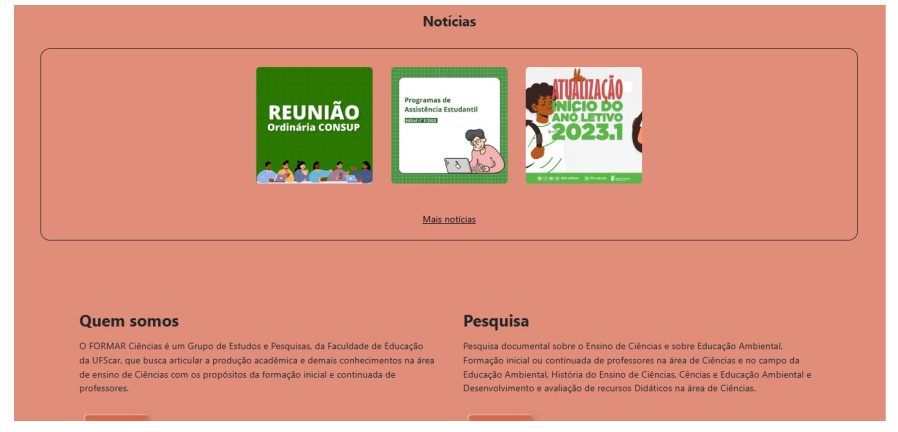 Notícias
REUNIÃO
Ordinária CONSUP
Programas de
Assistência Estudantil
Edital nº 1/2023
ATUALIZAÇÃO
INÍCIO DO
ANO LETIVO
2023.1
Mais notícias
Quem somos
O FORMAR Ciências é um Grupo de Estudos e Pesquisas, da Faculdade de Educação
da UFScar, que busca articular a produção acadêmica e demais conhecimentos na área
de ensino de Ciências com os propósitos da formação inicial e continuada de
professores.
Pesquisa
Pesquisa documental sobre o Ensino de Ciências e sobre Educação Ambiental,
Formação inicial ou continuada de professores na área de Ciências e no campo da
Educação Ambiental, História do Ensino de Ciências, Cências e Educação Ambiental e
Desenvolvimento e avaliação de recursos Didáticos na área de Ciências.